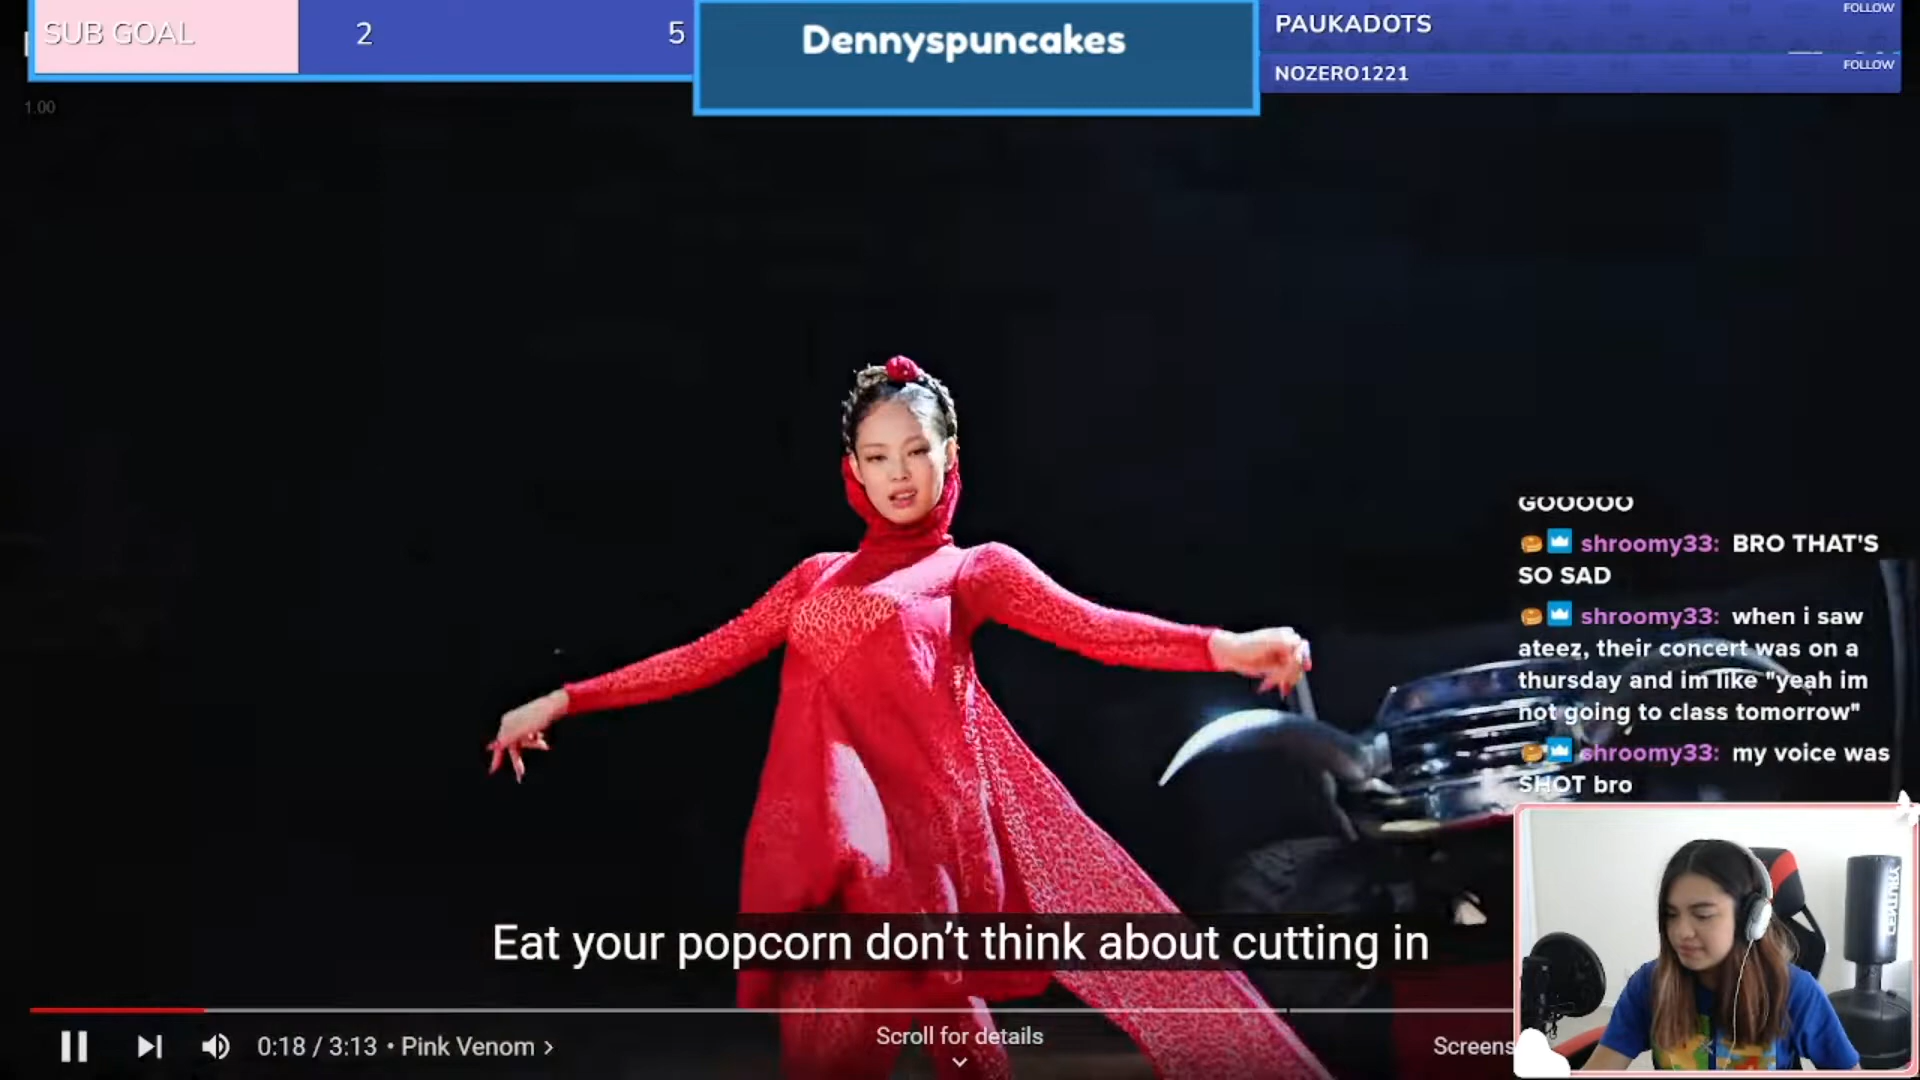 SUB GOAL
2
5
Dennyspuncakes
PAUKADOTS
FOLLOW
NOZERO1221
FOLLOW
1.00
GOOOOO
shroomy33: BRO THAT'S
SO SAD
shroomy33: when i saw
ateez, their concert was on a
thursday and im like "yeah im
not going to class tomorrow"
shroomy33: my voice was
SHOT bro
CENTURY
Eat your popcorn don't think about cutting in
0:18 / 3:13 • Pink Venom >
Scroll for details
Screens